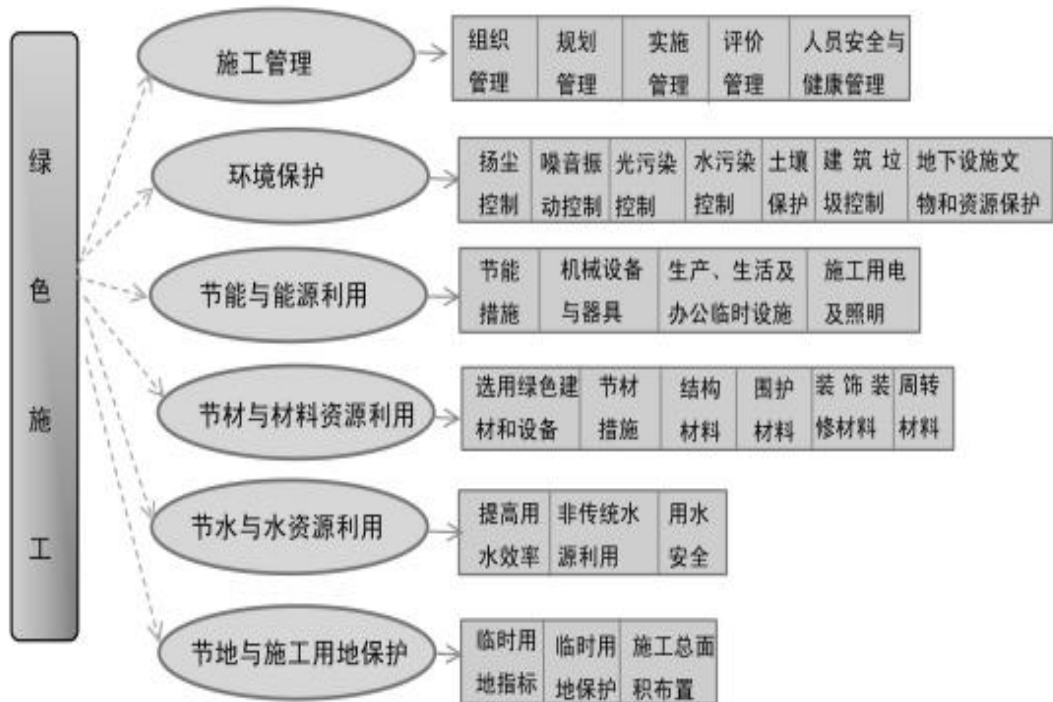 绿色施工
施工管理
组织管理
规划管理
实施管理
评价管理
人员安全与
健康管理
环境保护
扬尘控制
噪音振
动控制
光污染
控制
水污染
控制
土壤
保护
建筑垃
圾控制
地下设施文
物和资源保护
节能与能源利用
节能
措施
机械设备
与器具
生产、生活及
办公临时设施
施工用电
及照明
节材与材料资源利用
选用绿色建
材和设备
节材
措施
结构
材料
围护
材料
装饰装
修材料
周转
材料
节水与水资源利用
提高用
水效率
非传统水
源利用
用水
安全
节地与施工用地保护
临时用
地指标
临时用
地保护
施工总面
积布置